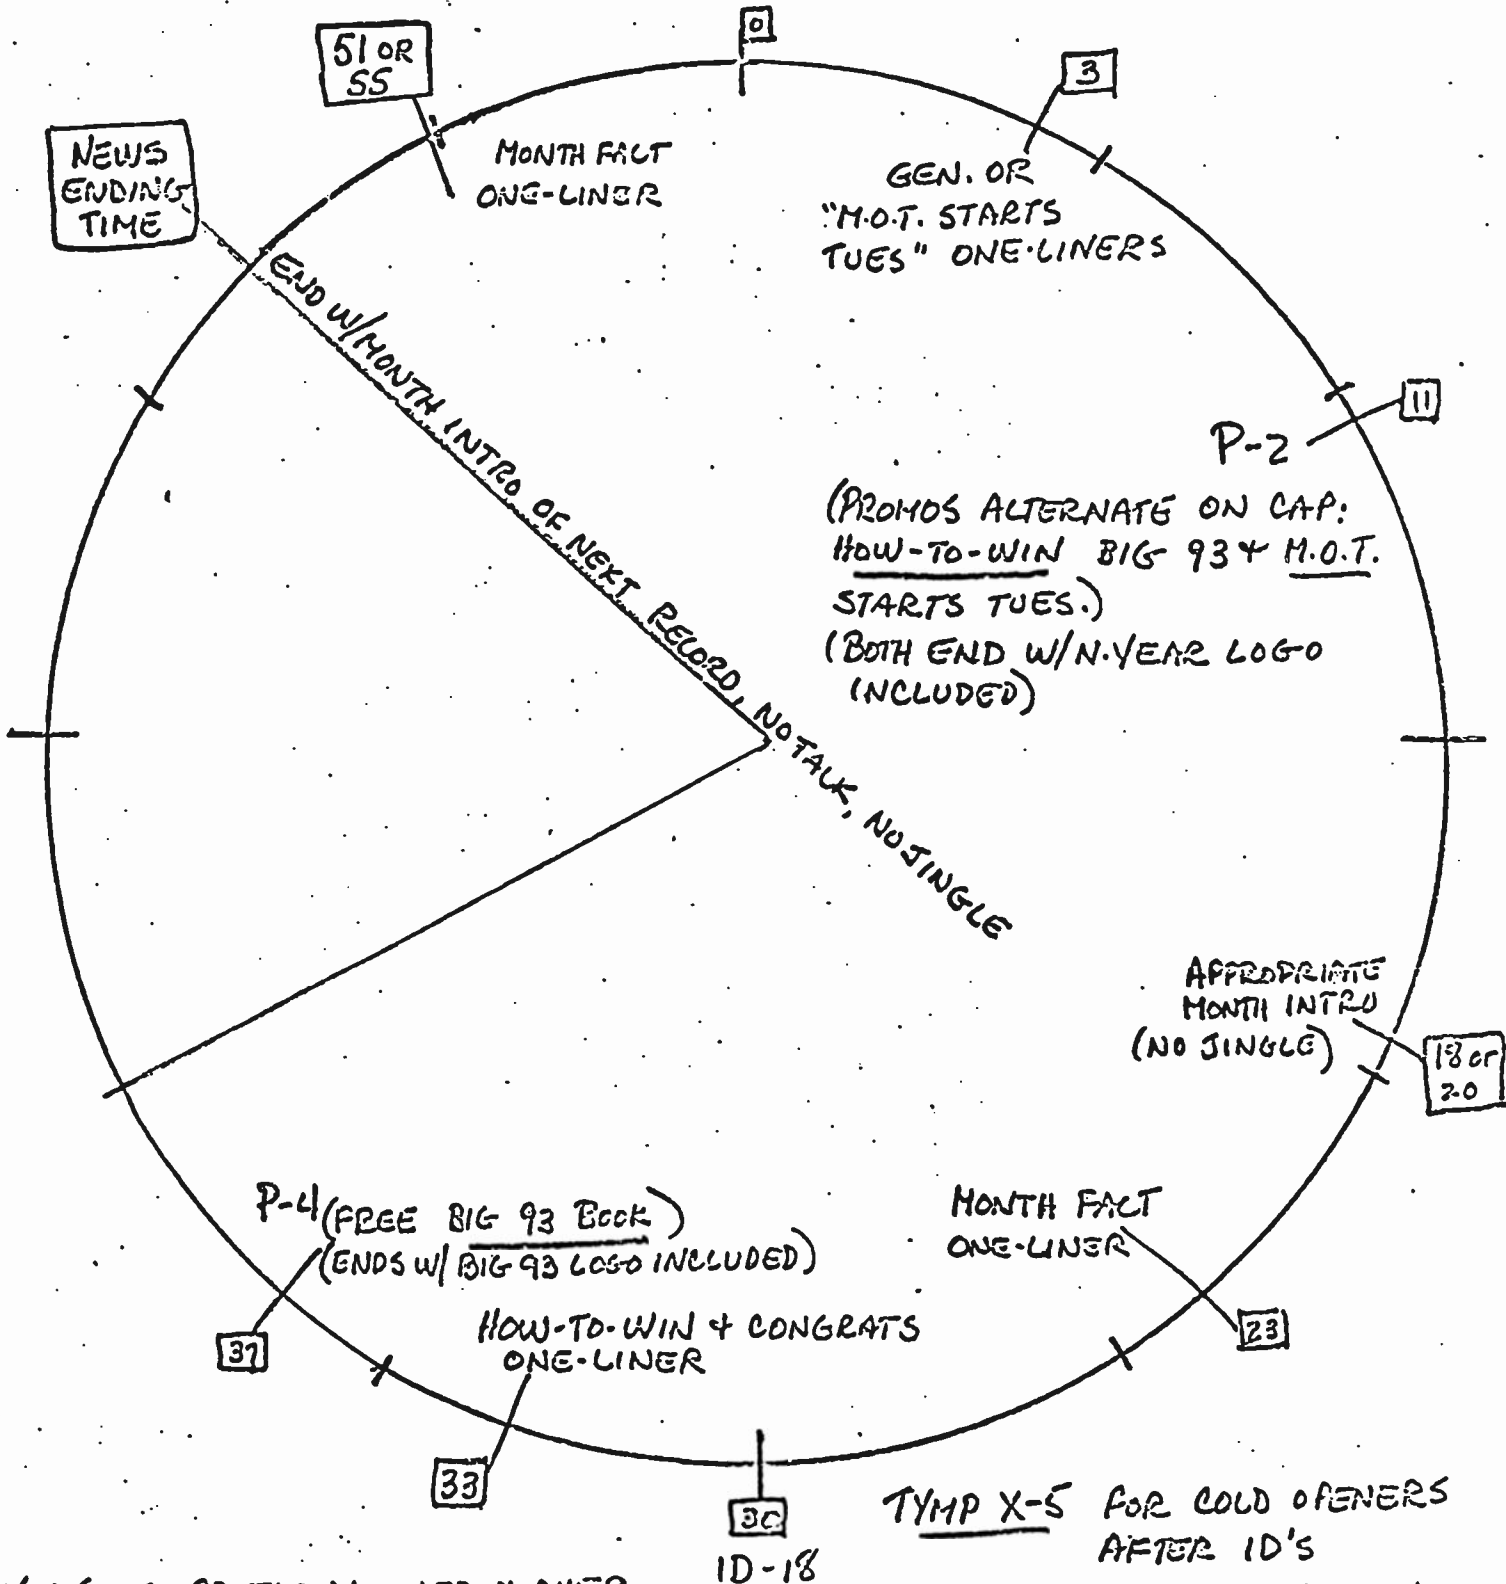 0
51 OR
SS
3
NEWS
ENDING
TIME
MONTH FACT
ONE-LINER
GEN. OR
"M.O.T. STARTS
TUES" ONE-LINERS
END W/MONTH INTRO OF NEXT RECORD, NO TALK, NO JINGLE
11
P-2
(PROMOS ALTERNATE ON CAP:
HOW-TO-WIN BIG 93 + M.O.T.
STARTS TUES.)
(BOTH END W/N.YEAR LOGO
INCLUDED)
APPROPRIATE
MONTH INTRO
(NO JINGLE)
18 or
20
MONTH FACT
ONE-LINER
23
P-4 (FREE BIG 93 BOOK)
(ENDS W/ BIG 93 LOGO INCLUDED)
37
HOW-TO-WIN + CONGRATS
ONE-LINER
33
30
ID-18
TYMP X-5 FOR COLD OPENERS
AFTER ID'S